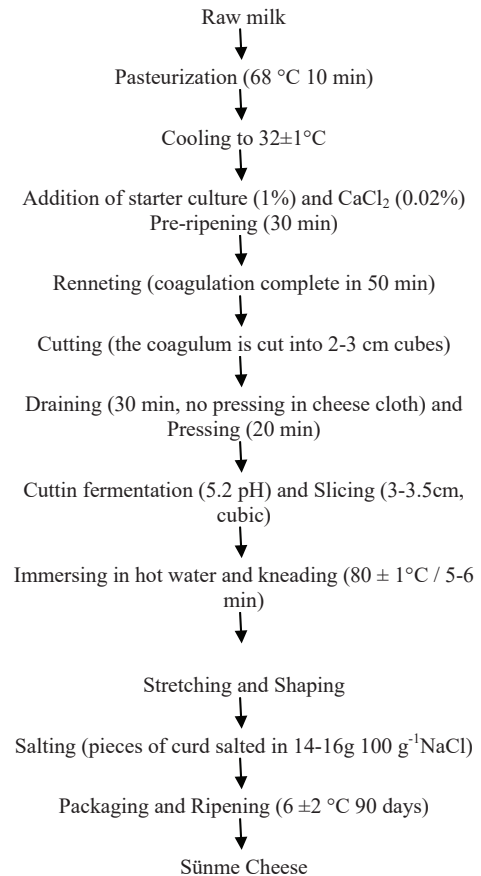 Raw milk
Pasteurization (68 °C 10 min)
Cooling to 32±1°C
Addition of starter culture (1%) and CaCl₂ (0.02%)
Pre-ripening (30 min)
Renneting (coagulation complete in 50 min)
Cutting (the coagulum is cut into 2-3 cm cubes)
Draining (30 min, no pressing in cheese cloth) and
Pressing (20 min)
Cuttin fermentation (5.2 pH) and Slicing (3-3.5cm,
cubic)
Immersing in hot water and kneading (80 ± 1°C / 5-6
min)
Stretching and Shaping
Salting (pieces of curd salted in 14-16g 100 g⁻¹NaCl)
Packaging and Ripening (6 ±2 °C 90 days)
Sünme Cheese